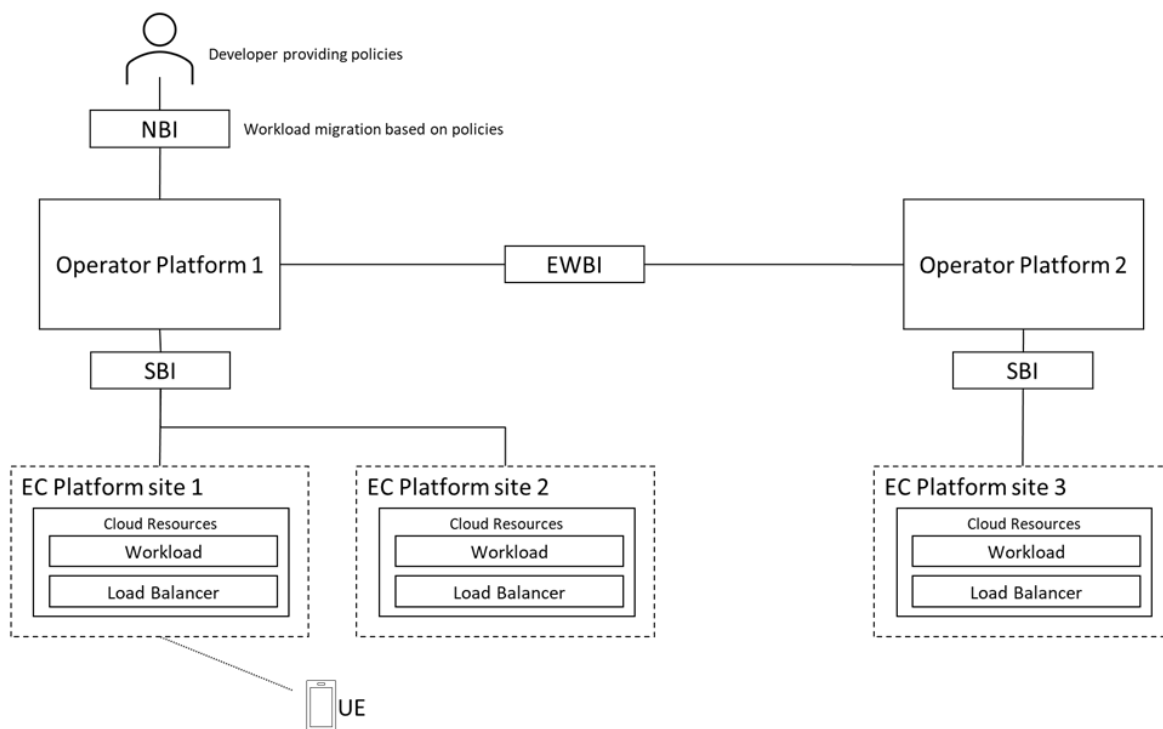 Developer providing policies
NBI
Workload migration based on policies
Operator Platform 1
EWBI
Operator Platform 2
SBI
SBI
EC Platform site 1
Cloud Resources
Workload
Load Balancer
EC Platform site 2
Cloud Resources
Workload
Load Balancer
EC Platform site 3
Cloud Resources
Workload
Load Balancer
UE